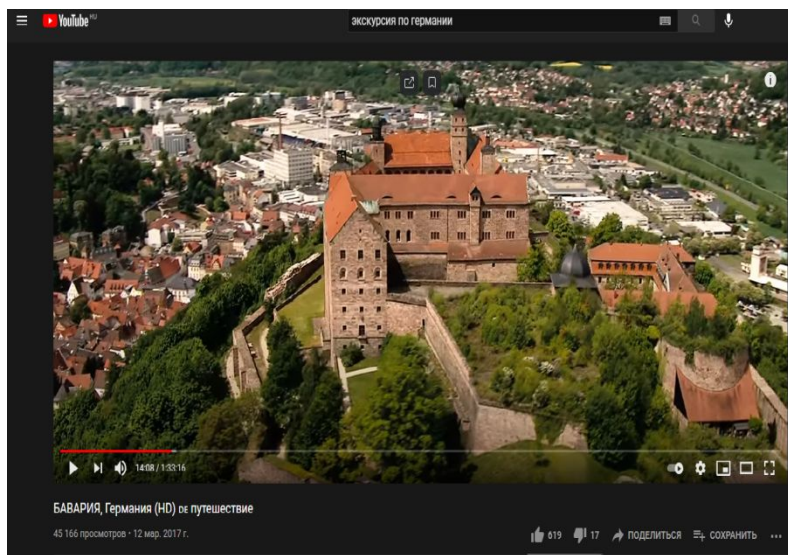 YouTube HU
экскурсия по германии
14:08 / 1:33:16
БАВАРИЯ, Германия (HD) DE путешествие
45 166 просмотров • 12 мар. 2017 г.
619 17 ПОДЕЛИТЬСЯ СОХРАНИТЬ ...